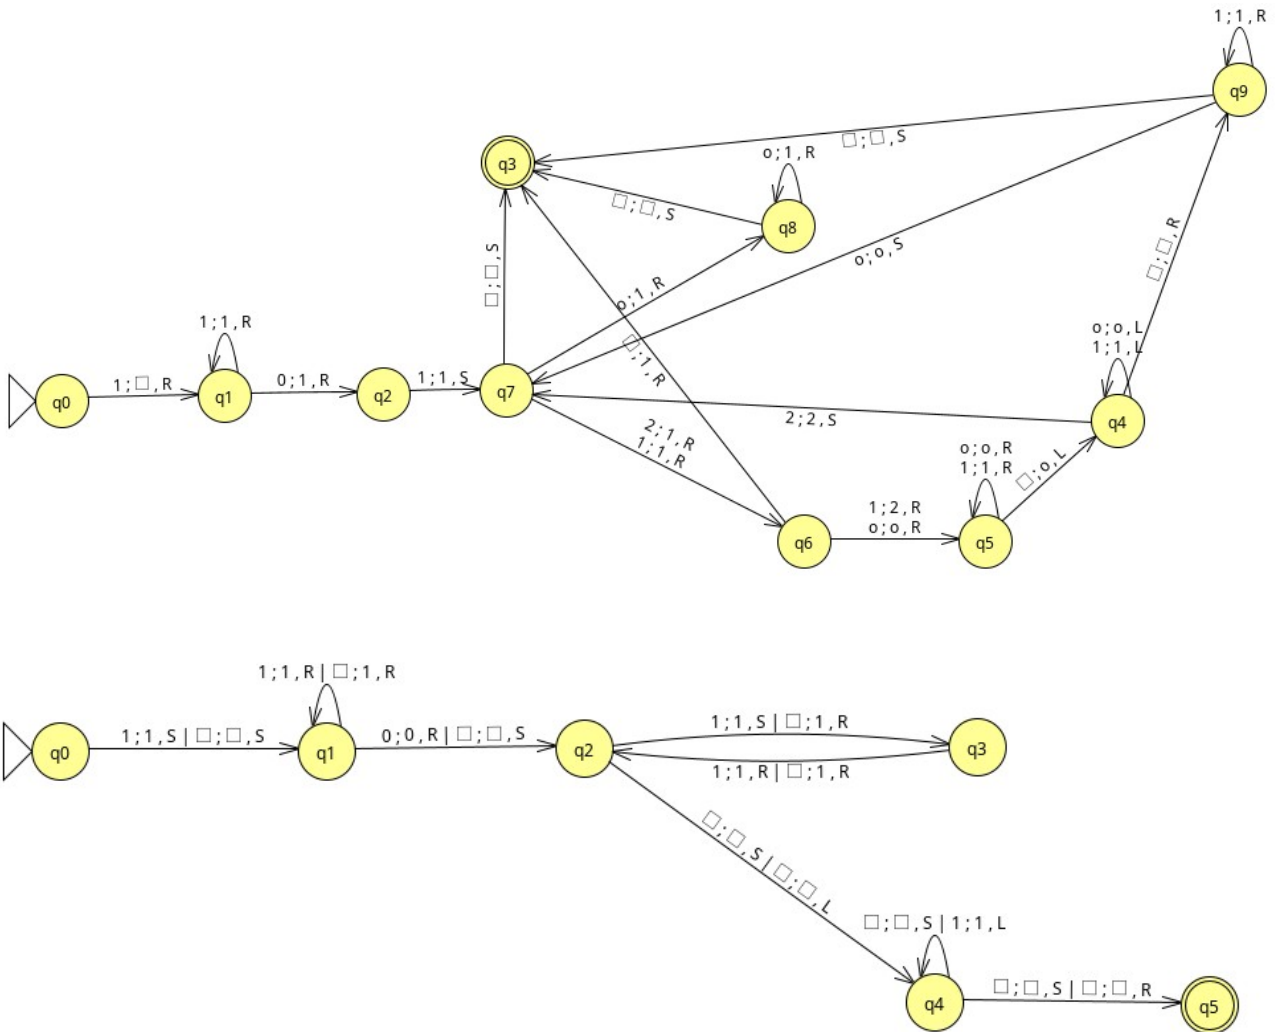 1;1,R
q9
□;□,S
q3
o;1,R
□;□,S
q8
□;□,R
o;o,S
□;□,S
o;1,R
1;1,R
□;1,R
o;o,L
1;1,L
q0
1;□,R
q1
0;1,R
q2
1;1,S
q7
2;2,S
q4
2;1,R
1;1,R
o;o,R
1;1,R
□;o,L
q6
1;2,R
o;o,R
q5
1;1,R|□;1,R
q0
1;1,S|□;□,S
q1
0;0,R|□;□,S
q2
1;1,S|□;1,R
1;1,R|□;1,R
q3
□;□,S|□;□,L
□;□,S|1;1,L
q4
□;□,S|□;□,R
q5